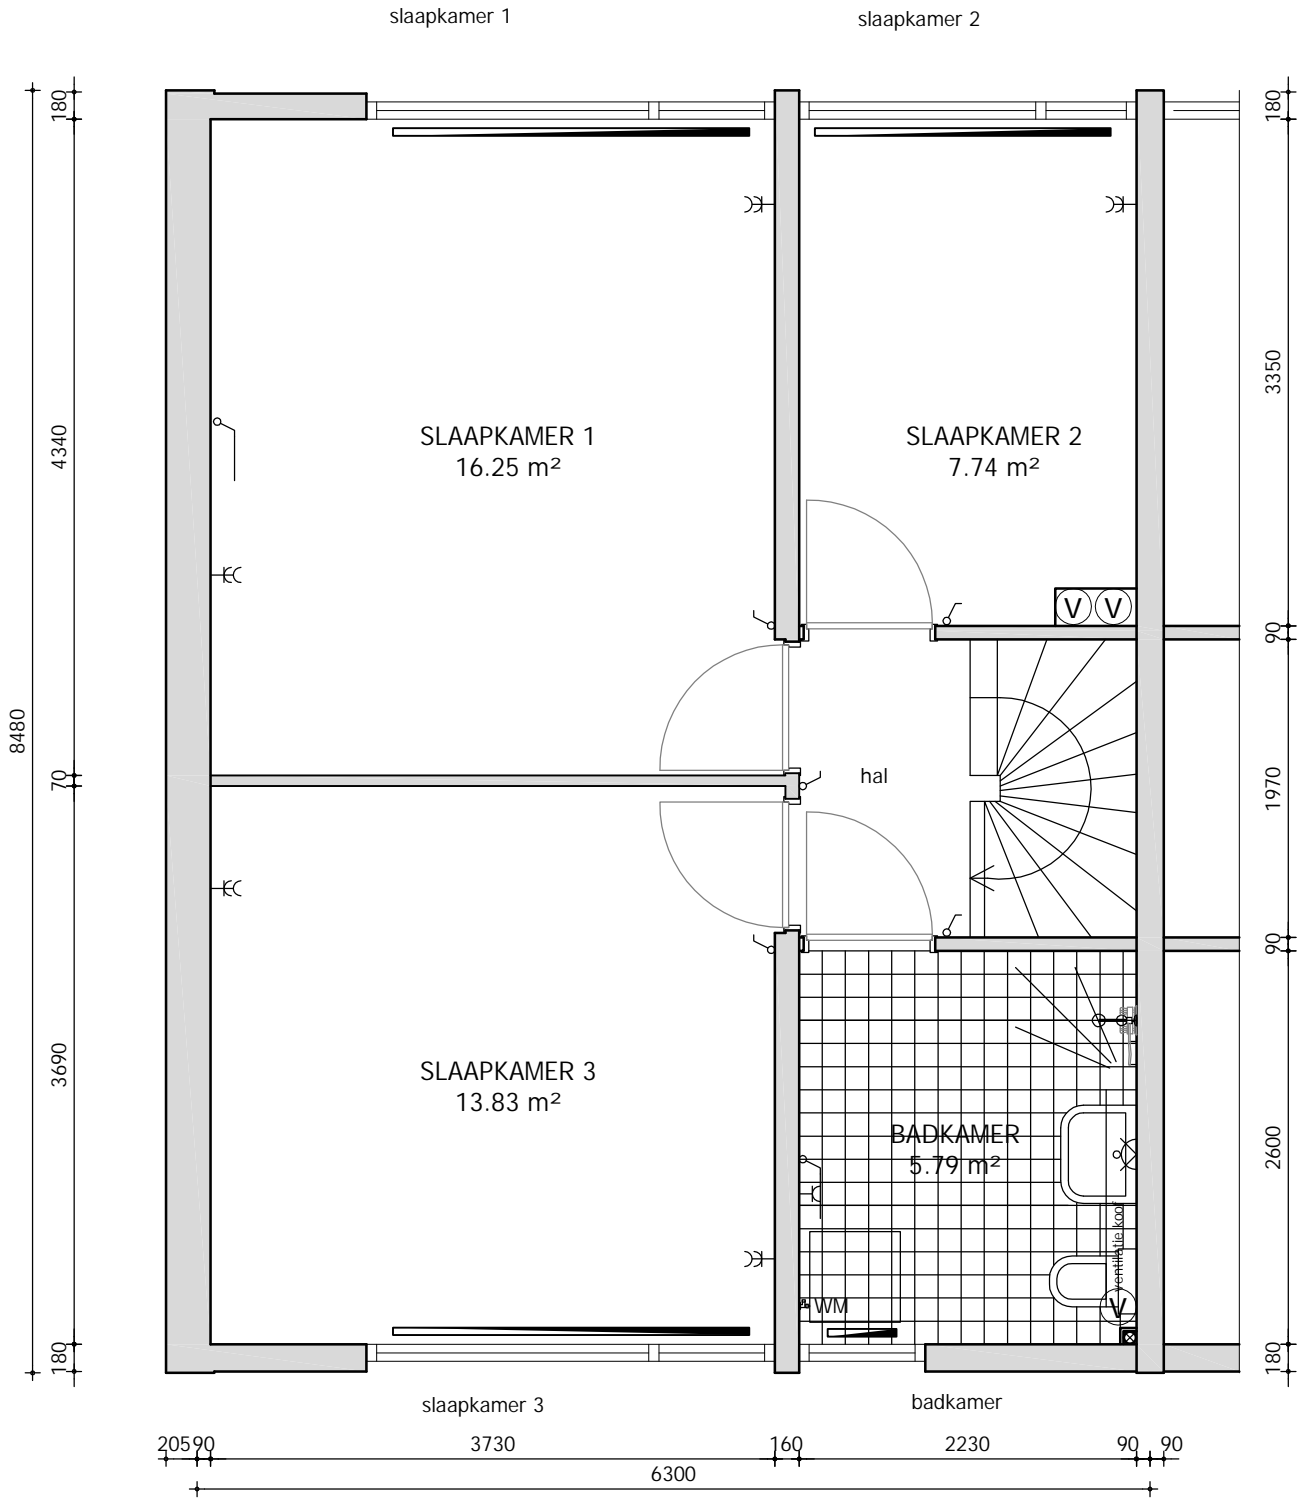 slaapkamer 1
slaapkamer 2
180
180
SLAAPKAMER 1
16.25 m²
SLAAPKAMER 2
7.74 m²
3350
4340
V V
90
8480
70
hal
1970
90
SLAAPKAMER 3
13.83 m²
3690
BADKAMER
5.79 m²
2600
ventilatie koof
V
WM
180
180
slaapkamer 3
badkamer
205 90 3730 160 2230 90 90
6300